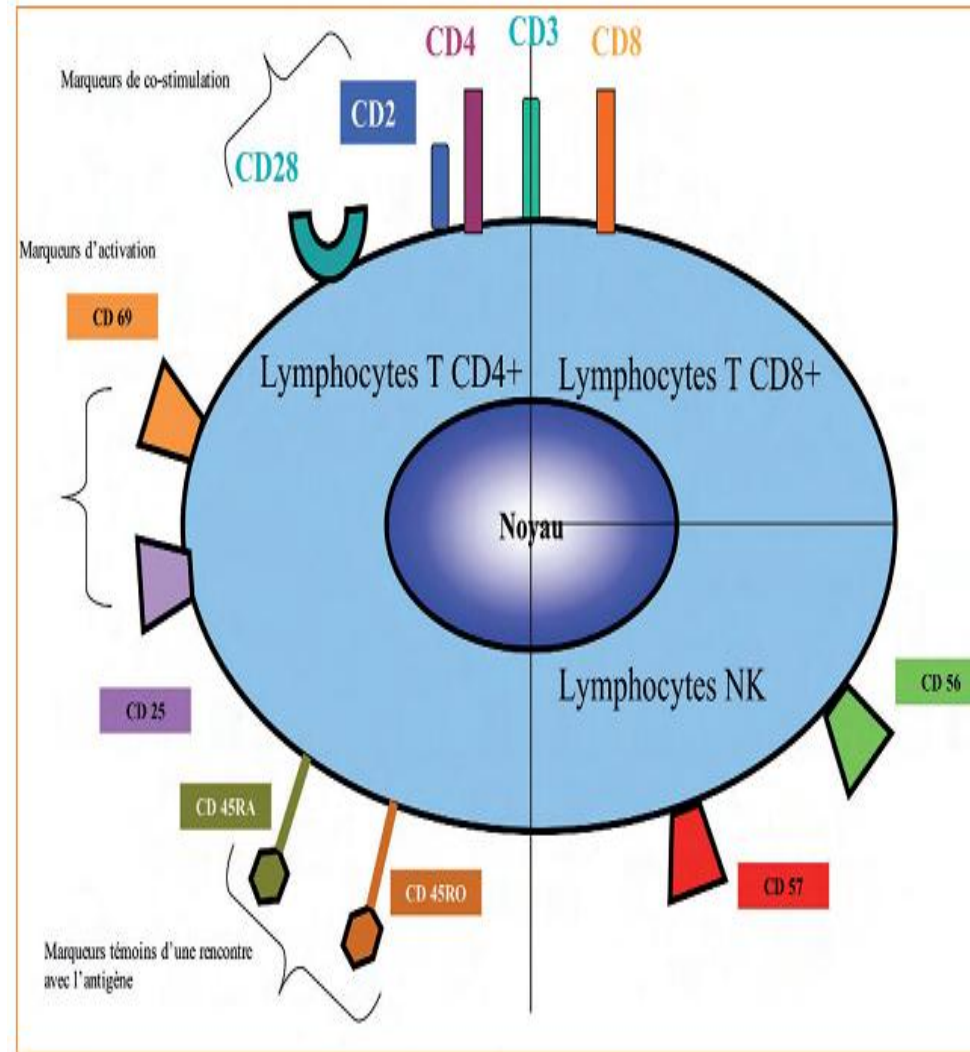 CD4
CD3
CD8
Marqueurs de co-stimulation
CD2
CD28
Marqueurs d'activation
CD 69
Lymphocytes T CD4+
Lymphocytes T CD8+
Noyau
Lymphocytes NK
CD 56
CD 25
CD 45RA
CD 57
CD 45RO
Marqueurs témoins d'une rencontre
avec l'antigène